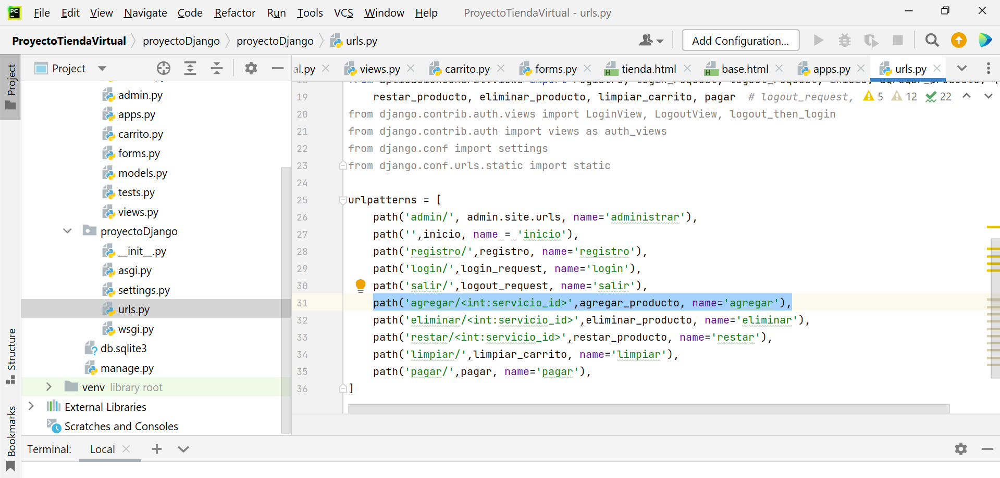 PC File Edit View Navigate Code Refactor Run Tools VCS Window Help ProyectoTiendaVirtual - urls.py
ProyectoTiendaVirtual proyectoDjango proyectoDjango urls.py Add Configuration...
Project
Structure
Bookmarks
Project
admin.py
apps.py
carrito.py
forms.py
models.py
tests.py
views.py
proyectoDjango
__init__.py
asgi.py
settings.py
urls.py
wsgi.py
db.sqlite3
manage.py
venv library root
External Libraries
Scratches and Consoles
al.py views.py carrito.py forms.py tienda.html base.html apps.py urls.py
5 12 22
19 restar_producto, eliminar_producto, limpiar_carrito, pagar # logout_request,
20 from django.contrib.auth.views import LoginView, LogoutView, logout_then_login
21 from django.contrib.auth import views as auth_views
22 from django.conf import settings
23 from django.conf.urls.static import static
24
25 urlpatterns = [
26 path('admin/', admin.site.urls, name='administrar'),
27 path('',inicio, name = 'inicio'),
28 path('registro/',registro, name='registro'),
29 path('login/',login_request, name='login'),
30 path('salir/',logout_request, name='salir'),
31 path('agregar/<int:servicio_id>',agregar_producto, name='agregar'),
32 path('eliminar/<int:servicio_id>',eliminar_producto, name='eliminar'),
33 path('restar/<int:servicio_id>',restar_producto, name='restar'),
34 path('limpiar/',limpiar_carrito, name='limpiar'),
35 path('pagar/',pagar, name='pagar'),
36 ]
Terminal: Local